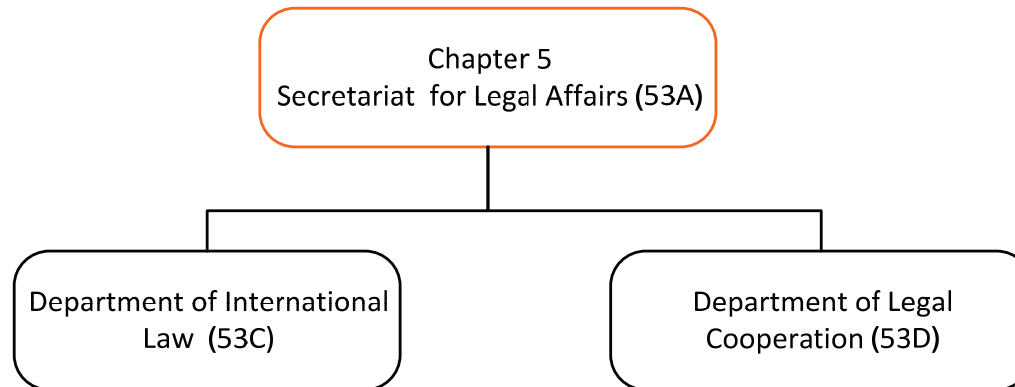 Chapter 5
Secretariat  for Legal Affairs (53A)
Department of International
Law  (53C)
Department of Legal
Cooperation (53D)